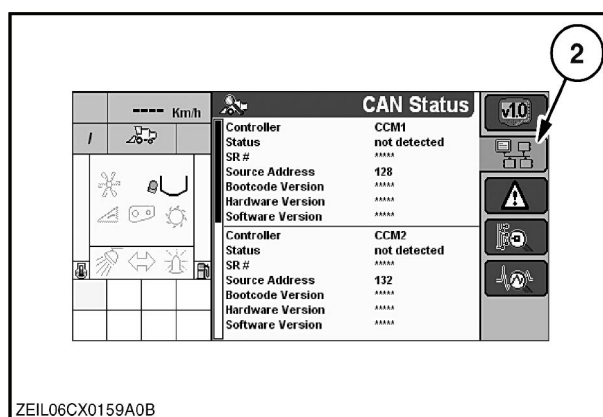 2
---- Km/h
CAN Status
v1.0
I
Controller CCM1
Status not detected
SR # *****
Source Address 128
Bootcode Version *****
Hardware Version *****
Software Version *****
Controller CCM2
Status not detected
SR # *****
Source Address 132
Bootcode Version *****
Hardware Version *****
Software Version *****
ZEIL06CX0159A0B